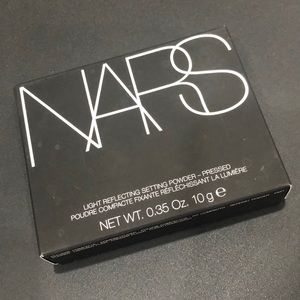 NARS
LIGHT REFLECTING SETTING POWDER – PRESSED
POUDRE COMPACTE FIXANTE RÉFLÉCHISSANT LA LUMIÈRE
NET WT. 0.35 Oz. 10 g e